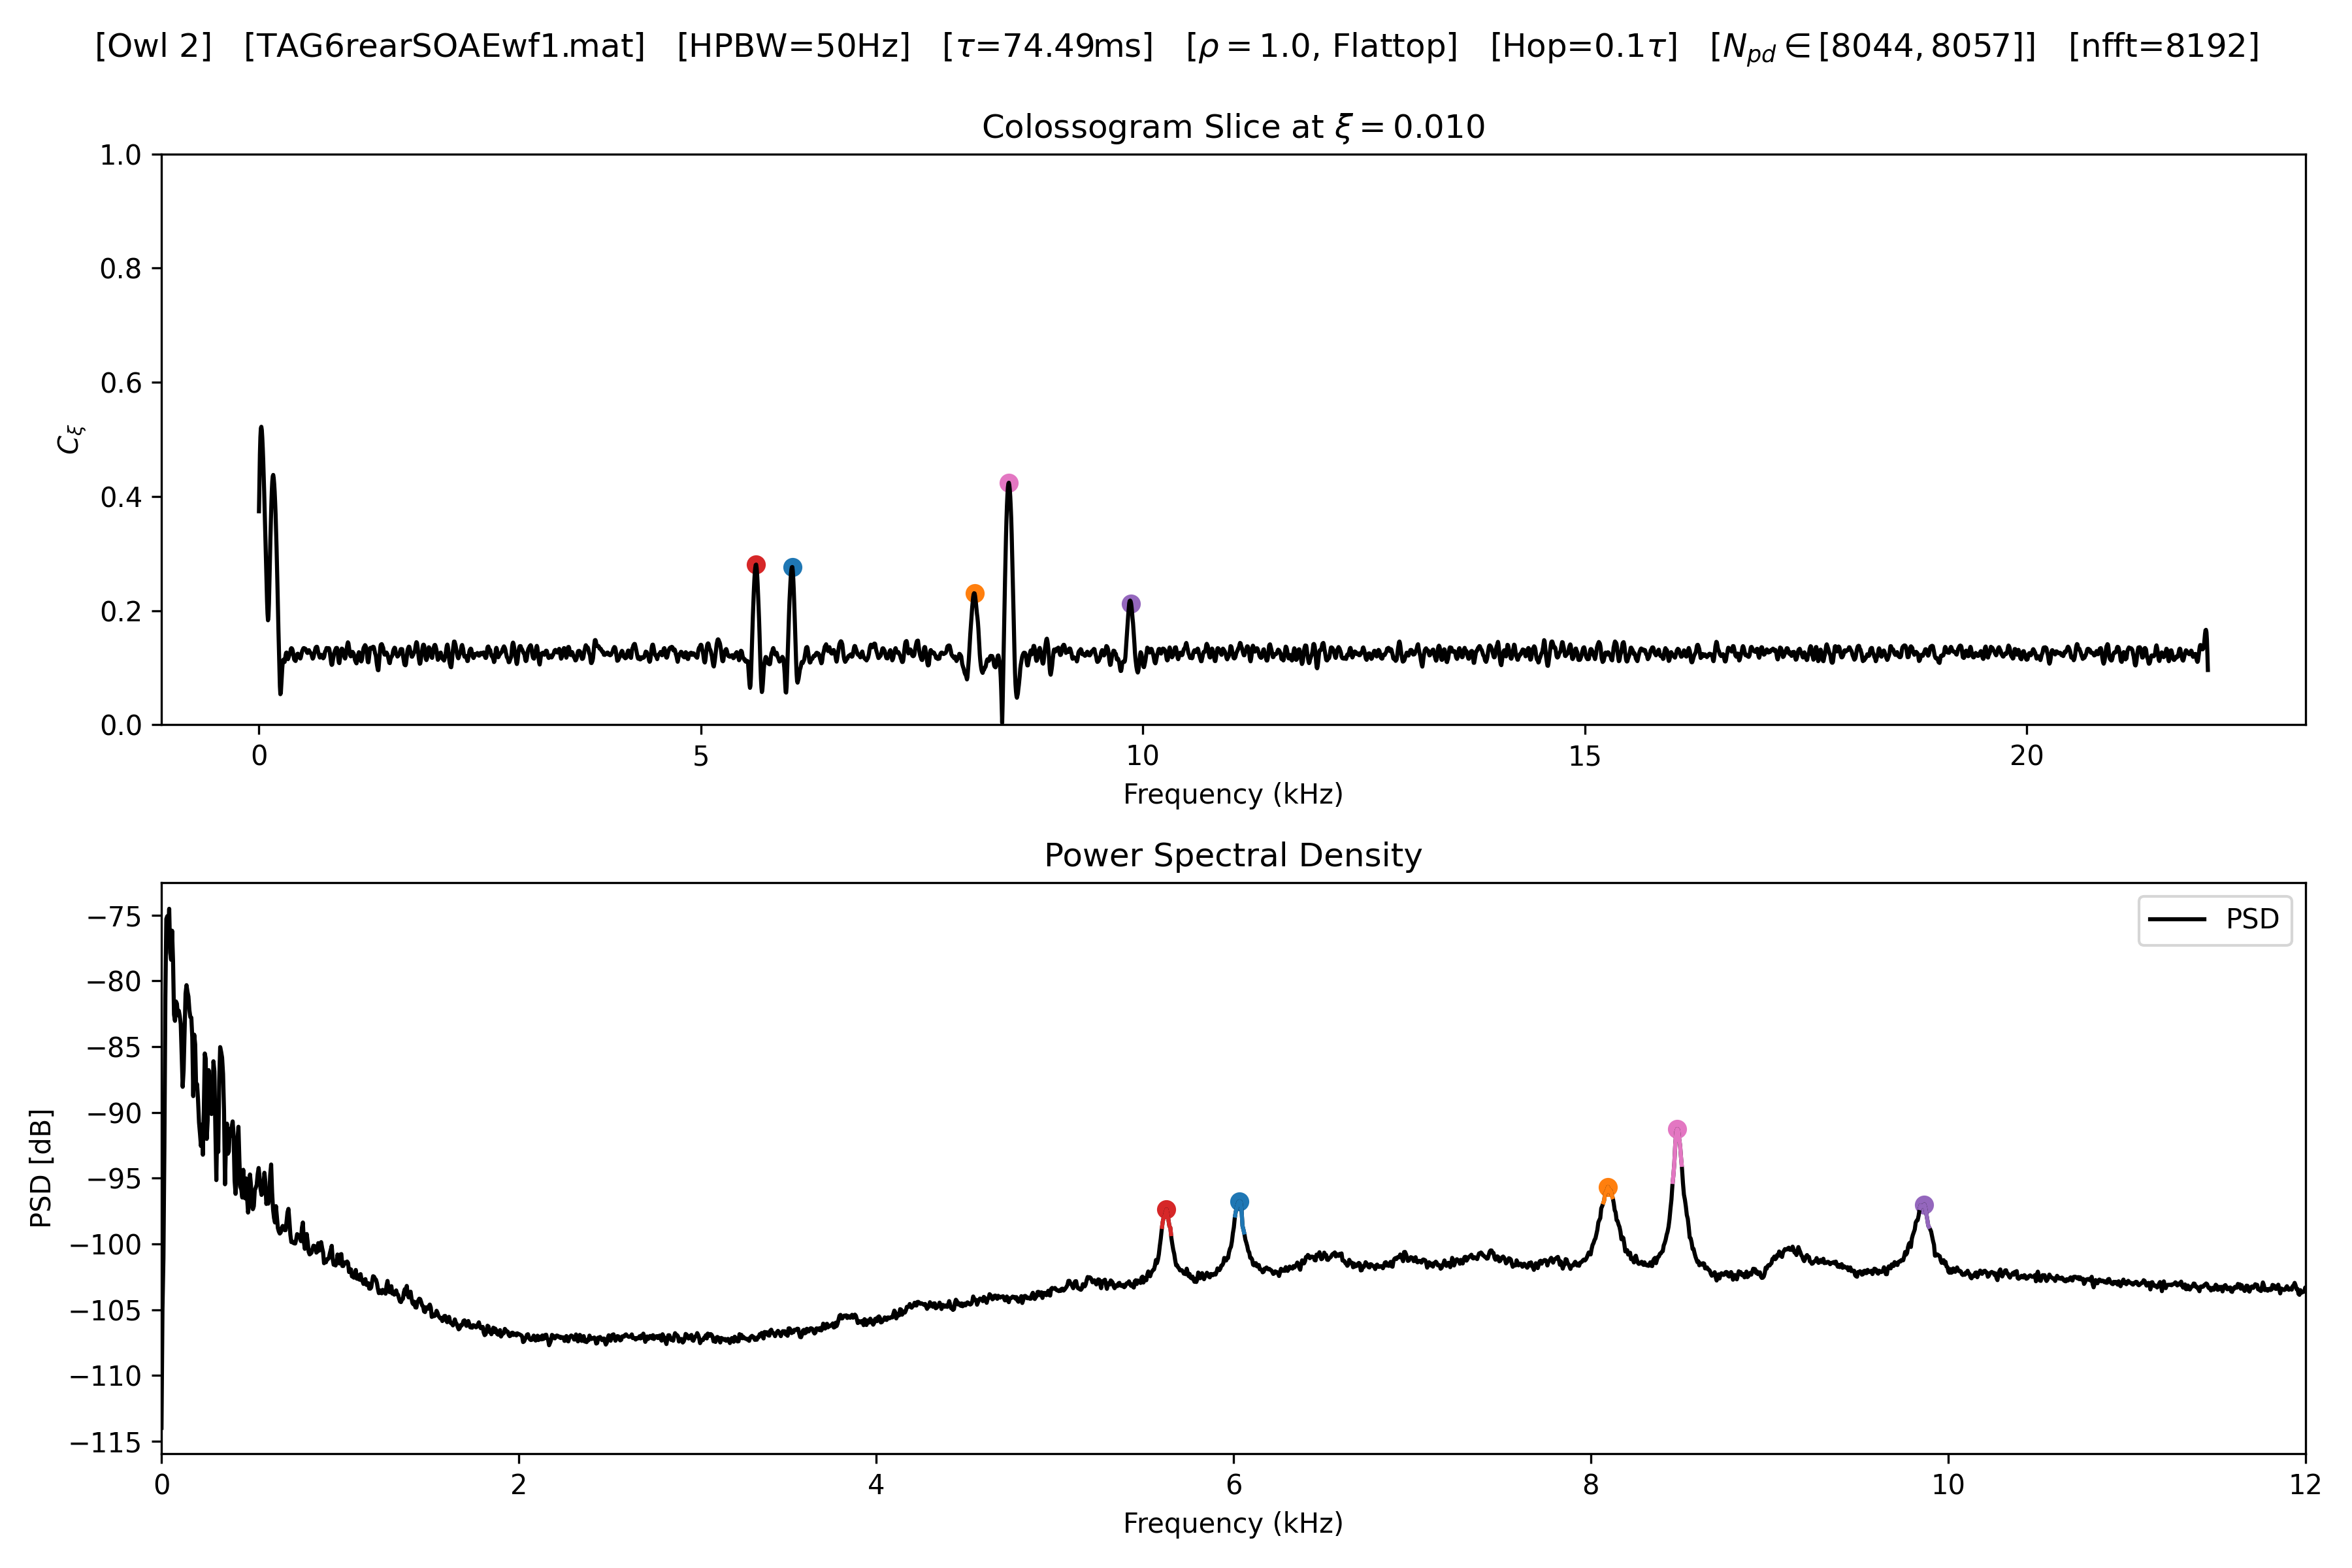 [Owl 2] [TAG6rearSOAEwf1.mat] [HPBW=50Hz] [τ=74.49ms] [ρ = 1.0, Flattop] [Hop=0.1τ] [N_pd ∈ [8044, 8057]] [nfft=8192]
Colossogram Slice at ξ = 0.010
1.0
0.8
0.6
0.4
0.2
0.0
C_ξ
0 5 10 15 20
Frequency (kHz)
Power Spectral Density
PSD
−75
−80
−85
−90
−95
−100
−105
−110
−115
PSD [dB]
0 2 4 6 8 10 12
Frequency (kHz)